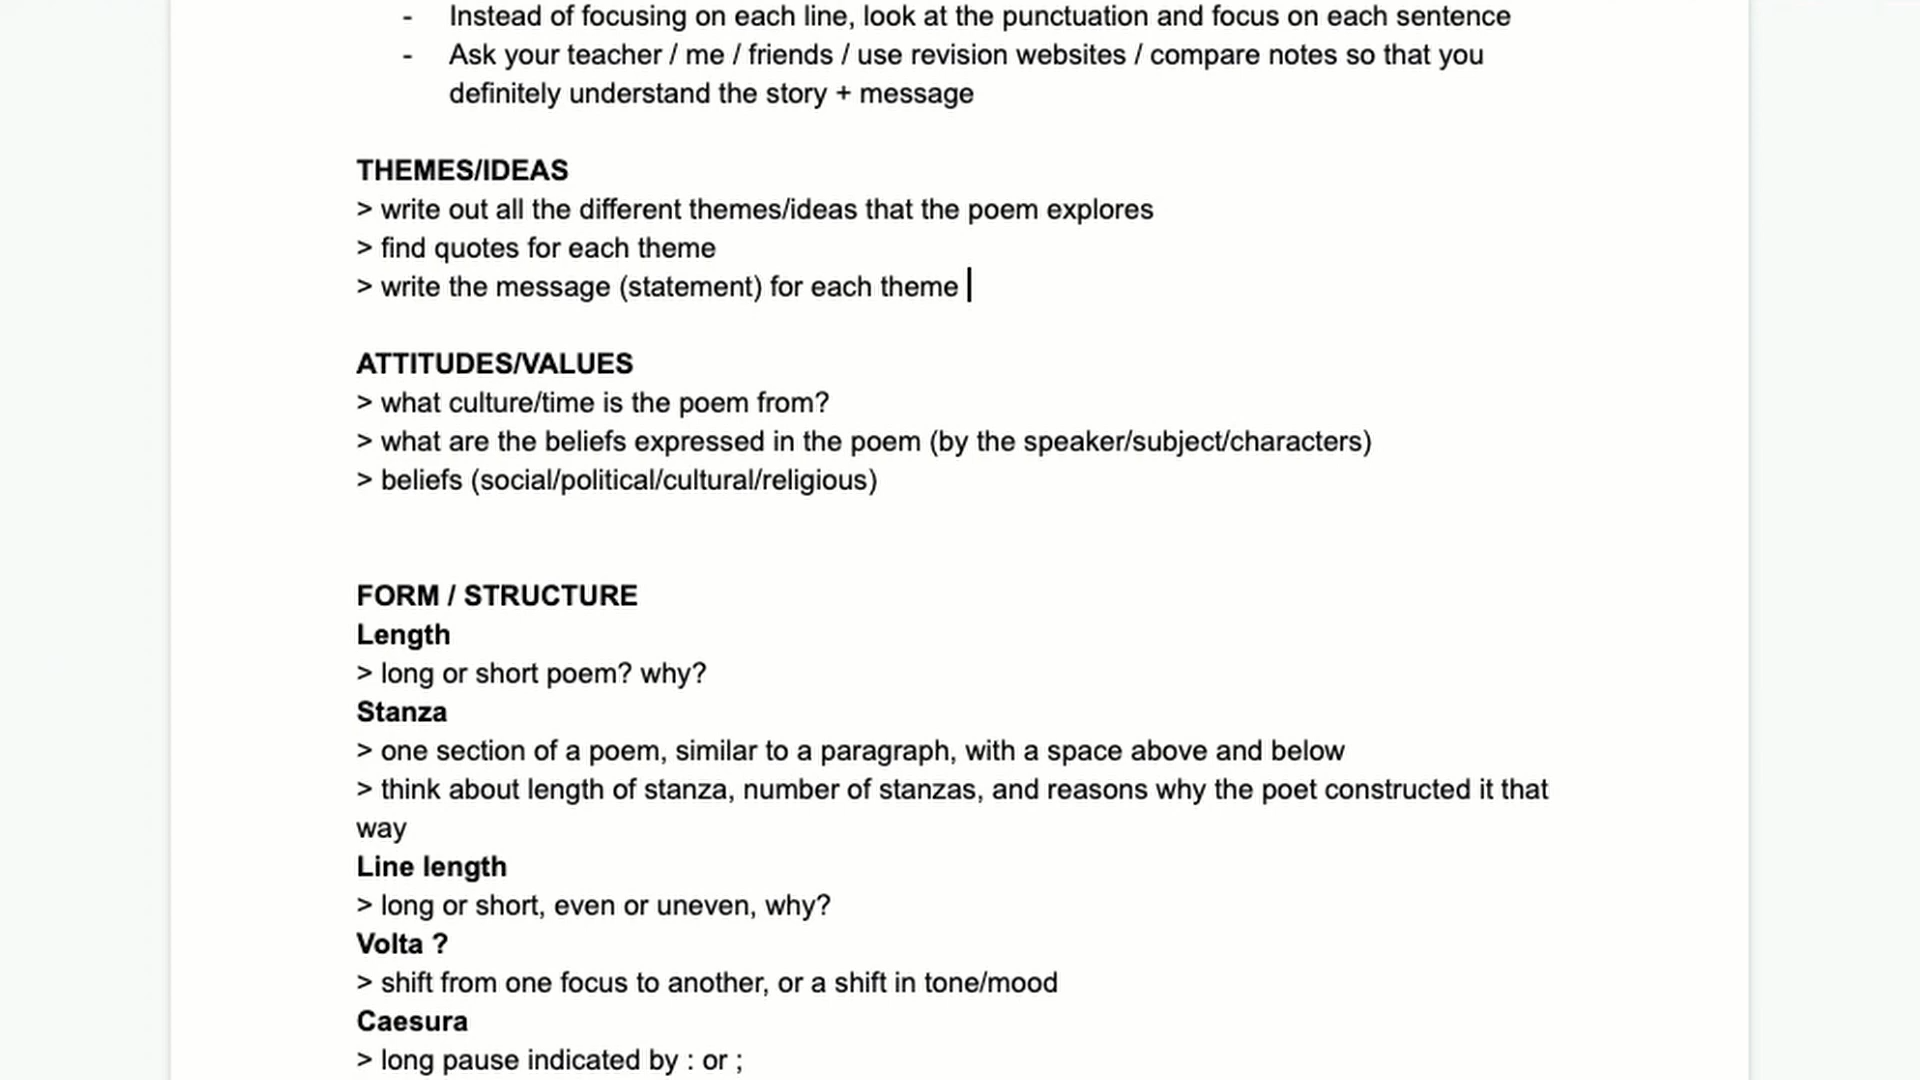 - Instead of focusing on each line, look at the punctuation and focus on each sentence
- Ask your teacher / me / friends / use revision websites / compare notes so that you
definitely understand the story + message
THEMES/IDEAS
> write out all the different themes/ideas that the poem explores
> find quotes for each theme
> write the message (statement) for each theme
ATTITUDES/VALUES
> what culture/time is the poem from?
> what are the beliefs expressed in the poem (by the speaker/subject/characters)
> beliefs (social/political/cultural/religious)
FORM / STRUCTURE
Length
> long or short poem? why?
Stanza
> one section of a poem, similar to a paragraph, with a space above and below
> think about length of stanza, number of stanzas, and reasons why the poet constructed it that
way
Line length
> long or short, even or uneven, why?
Volta ?
> shift from one focus to another, or a shift in tone/mood
Caesura
> long pause indicated by : or ;